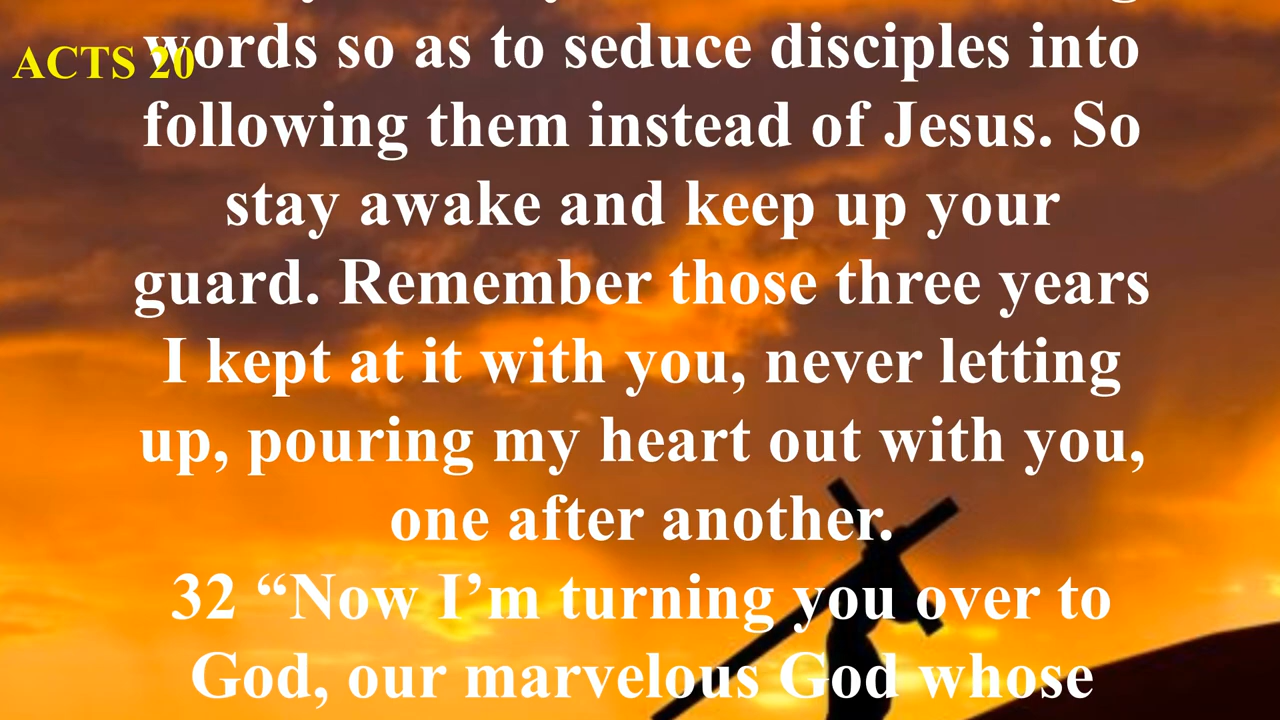 ACTS 20
words so as to seduce disciples into
following them instead of Jesus. So
stay awake and keep up your
guard. Remember those three years
I kept at it with you, never letting
up, pouring my heart out with you,
one after another.
32 “Now I’m turning you over to
God, our marvelous God whose